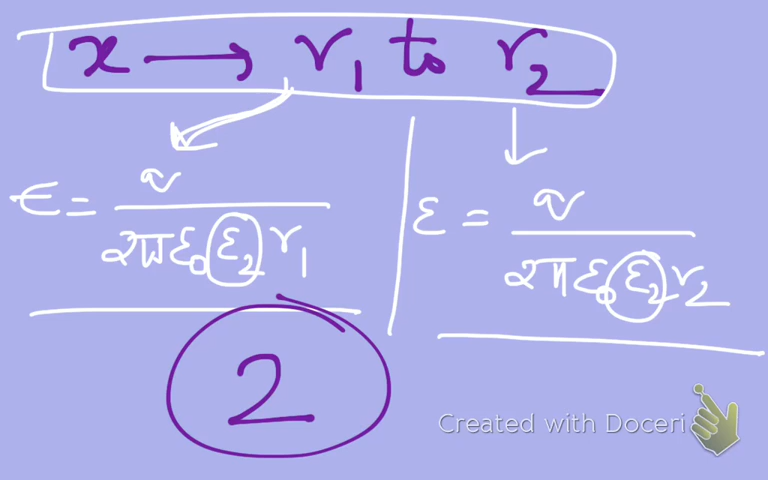 x → r₁ to r₂
E = q / 2πε₀ε₂r₁
E = q / 2πε₀ε₂r₂
2
Created with Doceri